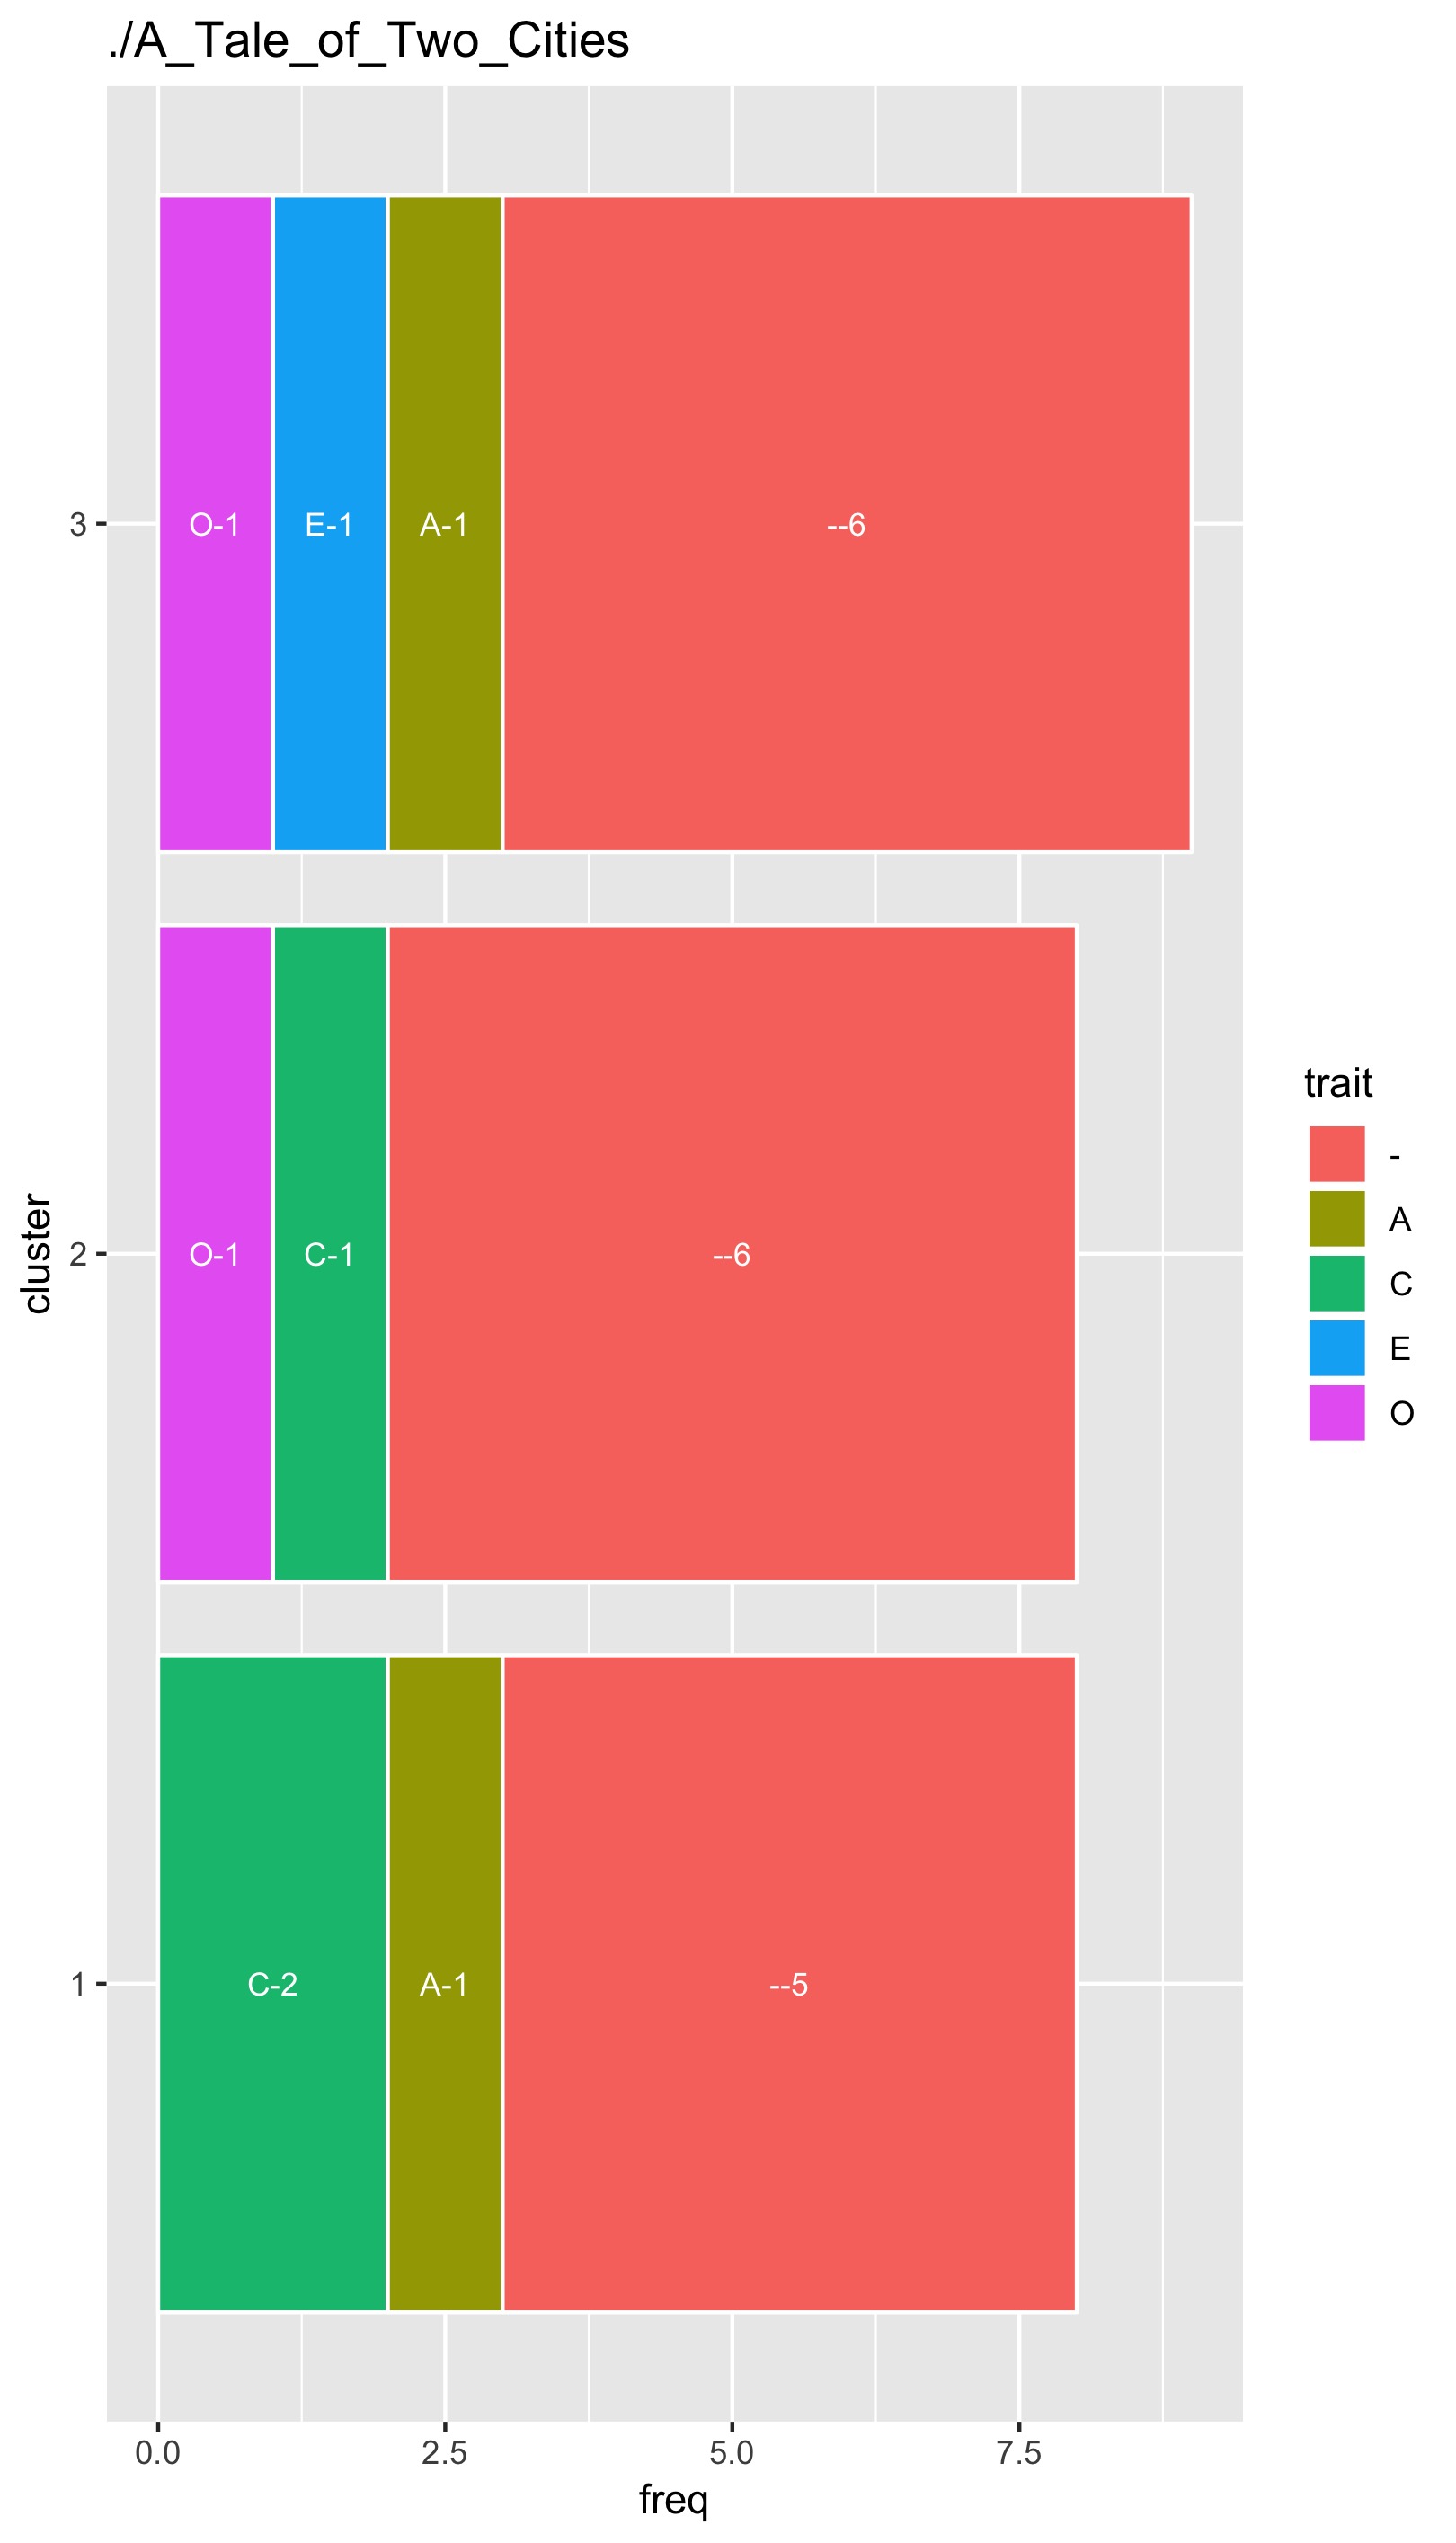 ./A_Tale_of_Two_Cities
3
O-1
E-1
A-1
--6
2
O-1
C-1
--6
1
C-2
A-1
--5
cluster
0.0
2.5
5.0
7.5
freq
trait
-
A
C
E
O